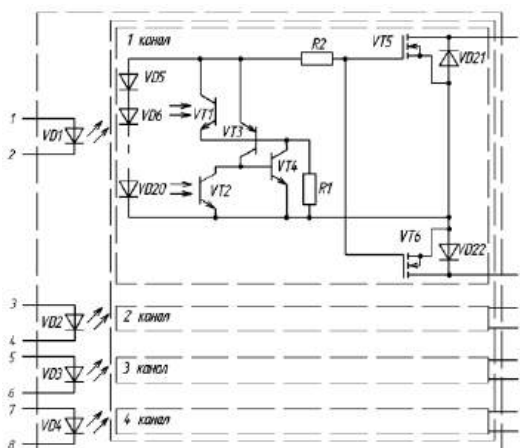 1 канал
R2
VT5
VD21
VD5
VD6
VT1
VT3
1
VD1
2
VT4
VD20
VT2
R1
VT6
VD22
3
VD2
2 канал
4
5
VD3
3 канал
6
7
VD4
4 канал
8